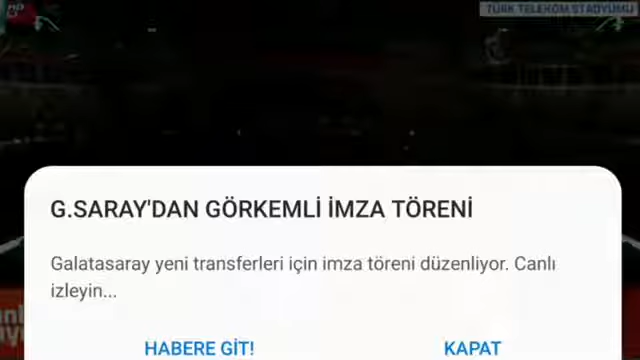 HD
TÜRK TELEKOM STADYUMU
G.SARAY'DAN GÖRKEMLİ İMZA TÖRENİ
Galatasaray yeni transferleri için imza töreni düzenliyor. Canlı
izleyin...
HABERE GİT!
KAPAT